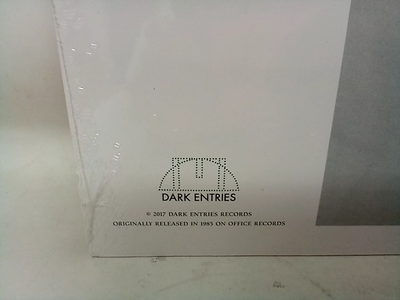 DARK ENTRIES
© 2017 DARK ENTRIES RECORDS
ORIGINALLY RELEASED IN 1985 ON OFFICE RECORDS